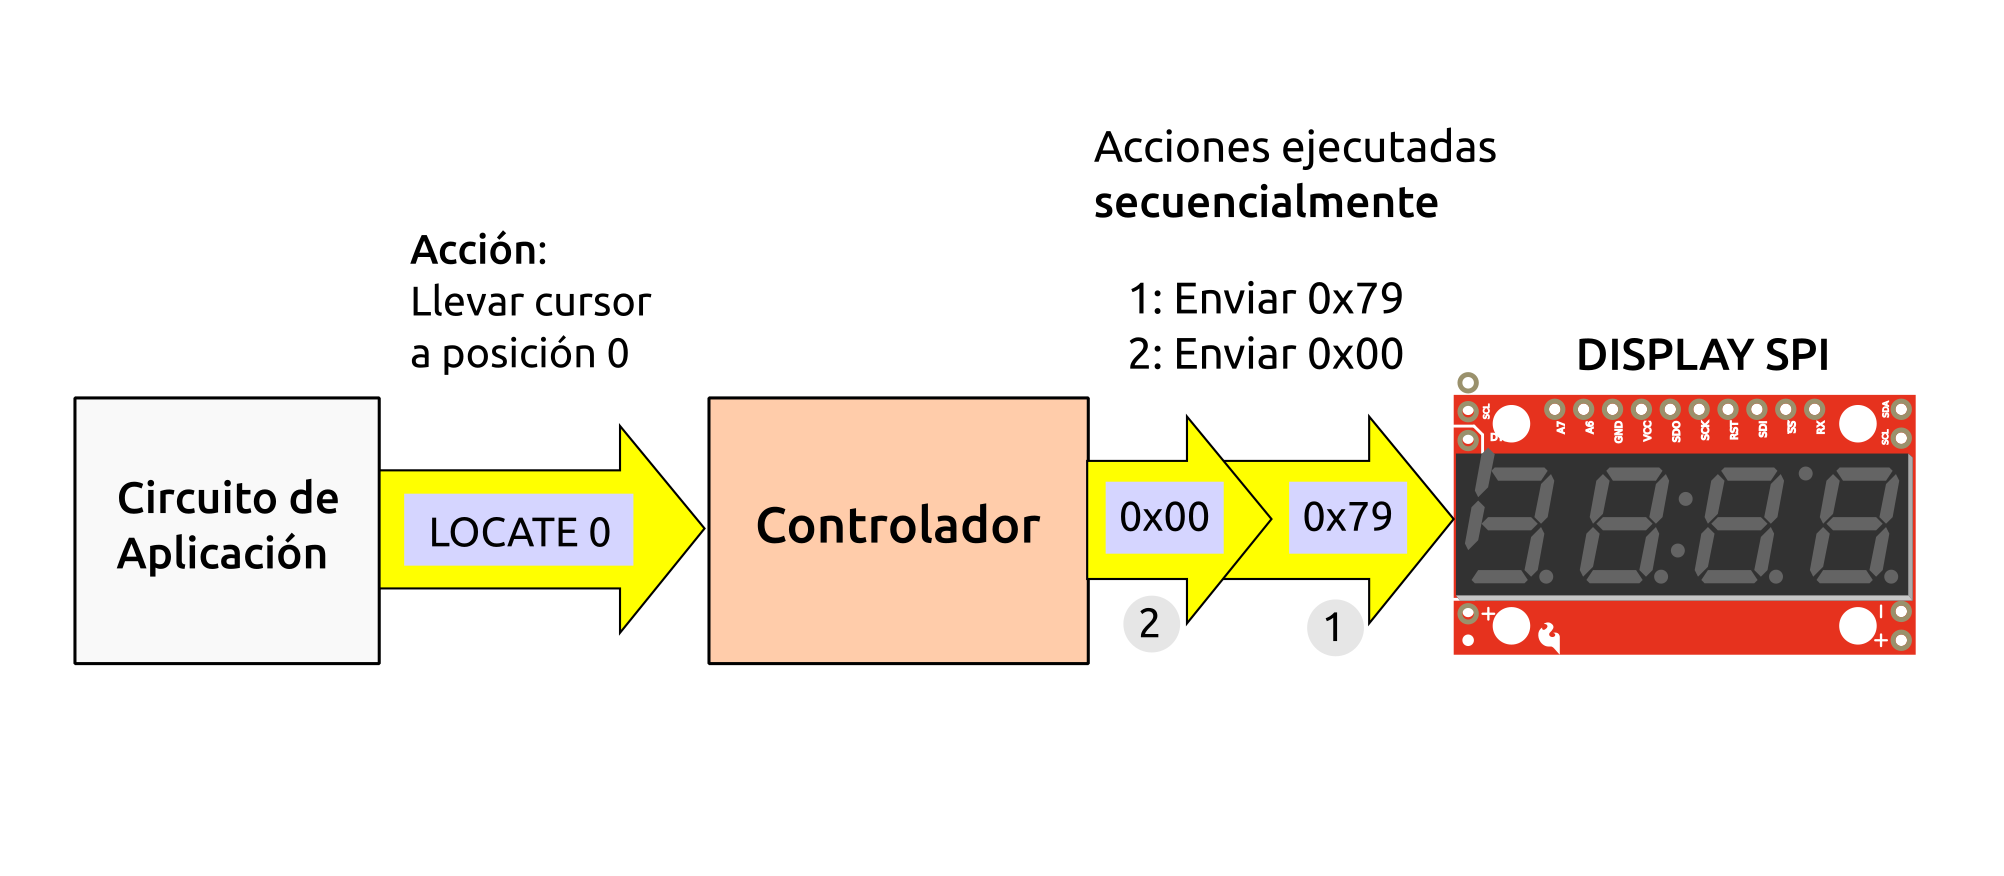 Acciones ejecutadas
secuencialmente
Acción:
Llevar cursor
a posición 0
1: Enviar 0x79
2: Enviar 0x00
DISPLAY SPI
SCL
A7
A6
GND
VCC
SDO
SCK
RST
SDI
SS
RX
SDA
SCL
Circuito de
Aplicación
LOCATE 0
Controlador
0x00
0x79
2
1
+
−
+